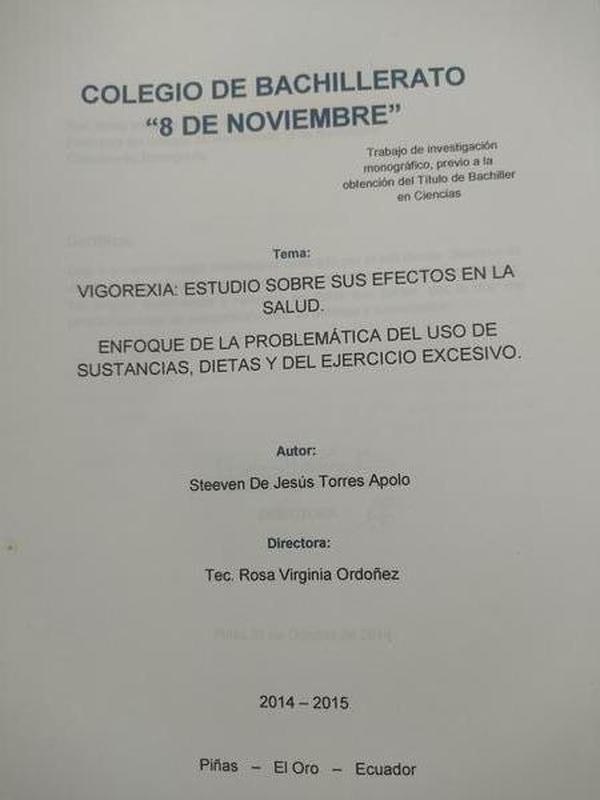 COLEGIO DE BACHILLERATO
“8 DE NOVIEMBRE”
Trabajo de investigación
monográfico, previo a la
obtención del Título de Bachiller
en Ciencias
Tema:
VIGOREXIA: ESTUDIO SOBRE SUS EFECTOS EN LA
SALUD.
ENFOQUE DE LA PROBLEMÁTICA DEL USO DE
SUSTANCIAS, DIETAS Y DEL EJERCICIO EXCESIVO.
Autor:
Steeven De Jesús Torres Apolo
Directora:
Tec. Rosa Virginia Ordoñez
2014 – 2015
Piñas – El Oro – Ecuador